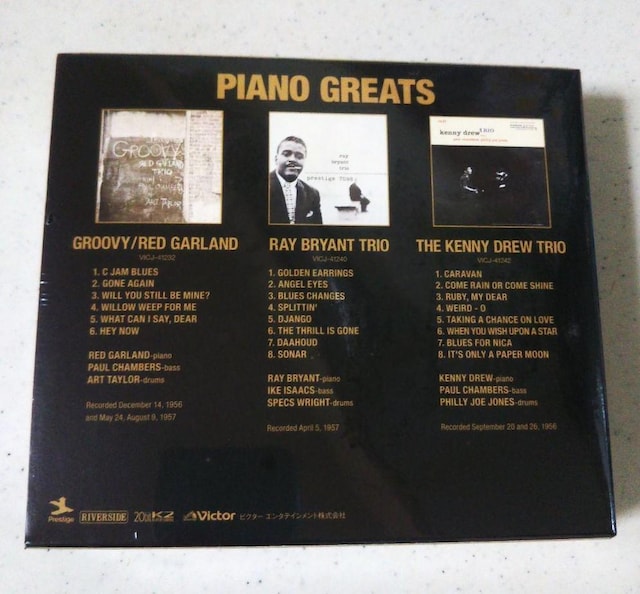 PIANO GREATS
GROOVY
RED GARLAND
TRIO
PAUL CHAMBERS
ART TAYLOR
ray
bryant
trio
prestige 7098
kenny drew TRIO
GROOVY/RED GARLAND
VICJ-41232
1. C JAM BLUES
2. GONE AGAIN
3. WILL YOU STILL BE MINE?
4. WILLOW WEEP FOR ME
5. WHAT CAN I SAY, DEAR
6. HEY NOW
RED GARLAND-piano
PAUL CHAMBERS-bass
ART TAYLOR-drums
Recorded December 14, 1956
and May 24, August 9, 1957
RAY BRYANT TRIO
VICJ-41240
1. GOLDEN EARRINGS
2. ANGEL EYES
3. BLUES CHANGES
4. SPLITTIN'
5. DJANGO
6. THE THRILL IS GONE
7. DAAHOUD
8. SONAR
RAY BRYANT-piano
IKE ISAACS-bass
SPECS WRIGHT-drums
Recorded April 5, 1957
THE KENNY DREW TRIO
VICJ-41242
1. CARAVAN
2. COME RAIN OR COME SHINE
3. RUBY, MY DEAR
4. WEIRD - O
5. TAKING A CHANCE ON LOVE
6. WHEN YOU WISH UPON A STAR
7. BLUES FOR NICA
8. IT'S ONLY A PAPER MOON
KENNY DREW-piano
PAUL CHAMBERS-bass
PHILLY JOE JONES-drums
Recorded September 20 and 26, 1956
Prestige RIVERSIDE 20bit K2 Victor ビクター エンタテインメント株式会社